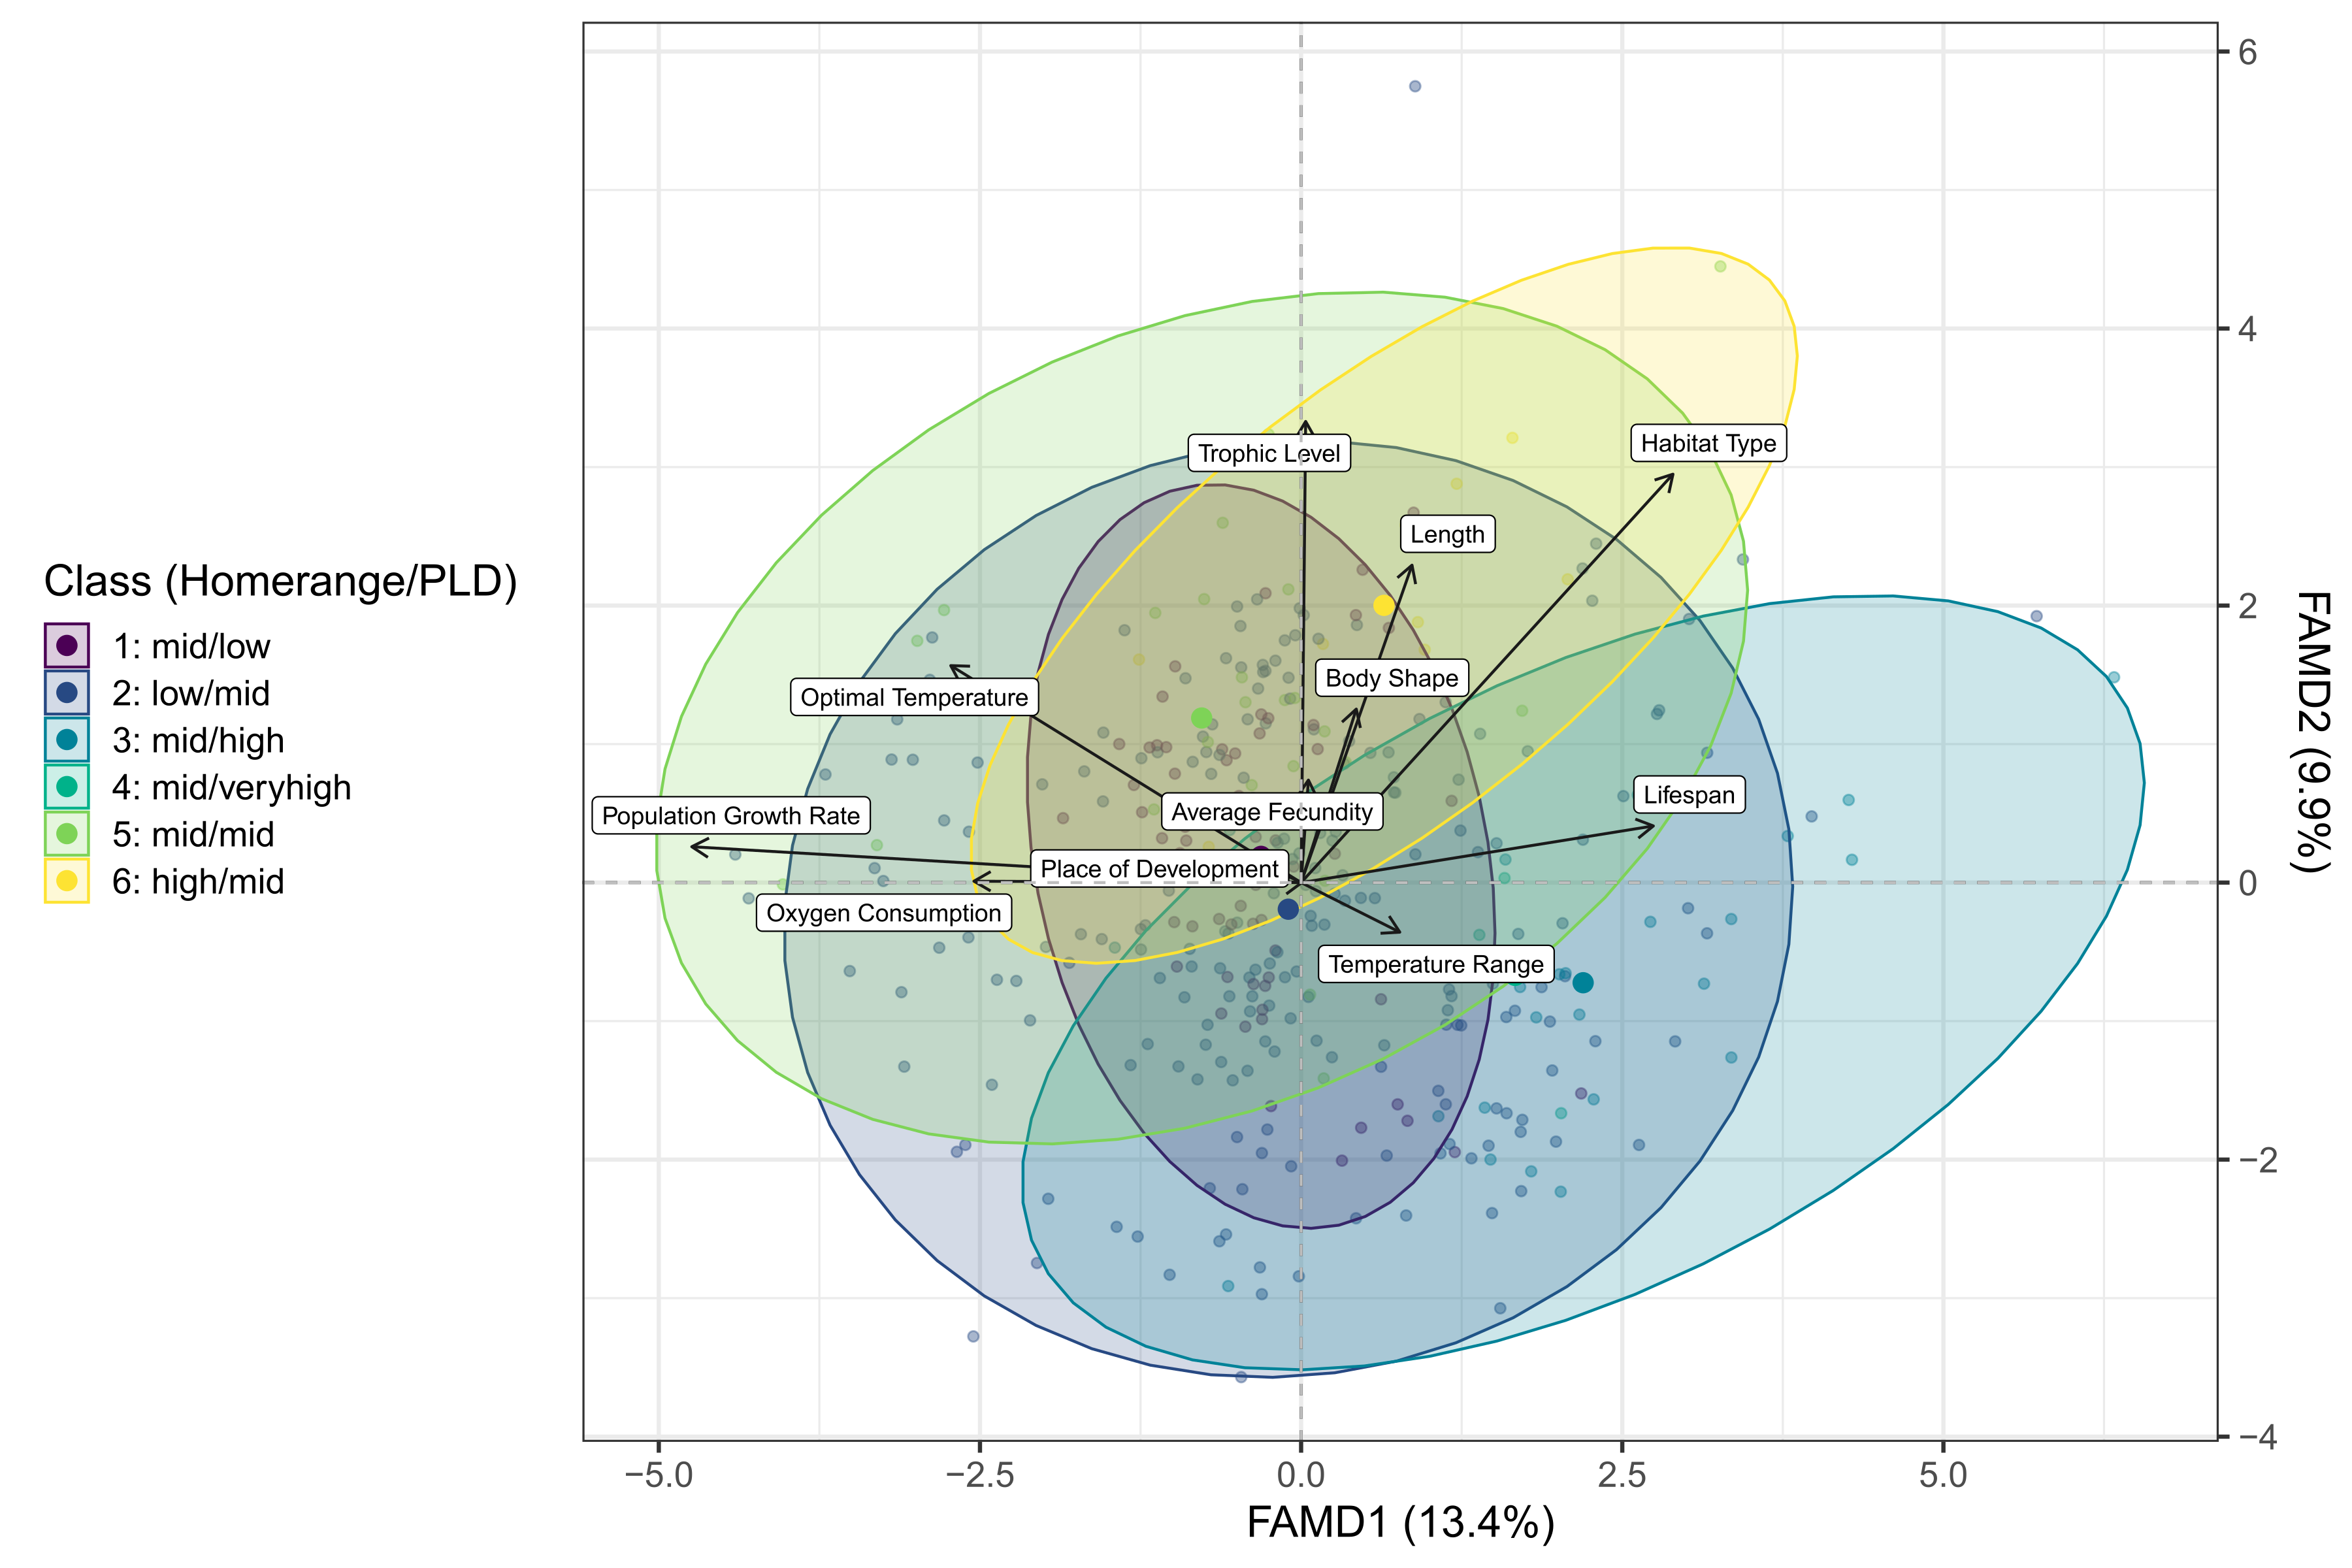 Class (Homerange/PLD)
1: mid/low
2: low/mid
3: mid/high
4: mid/veryhigh
5: mid/mid
6: high/mid
Trophic Level
Habitat Type
Length
Body Shape
Optimal Temperature
Lifespan
Population Growth Rate
Average Fecundity
Place of Development
Oxygen Consumption
Temperature Range
6
4
2
0
−2
−4
FAMD2 (9.9%)
−5.0
−2.5
0.0
2.5
5.0
FAMD1 (13.4%)